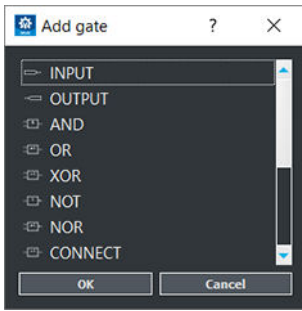 Add gate
?
INPUT
OUTPUT
AND
OR
XOR
NOT
NOR
CONNECT
OK
Cancel